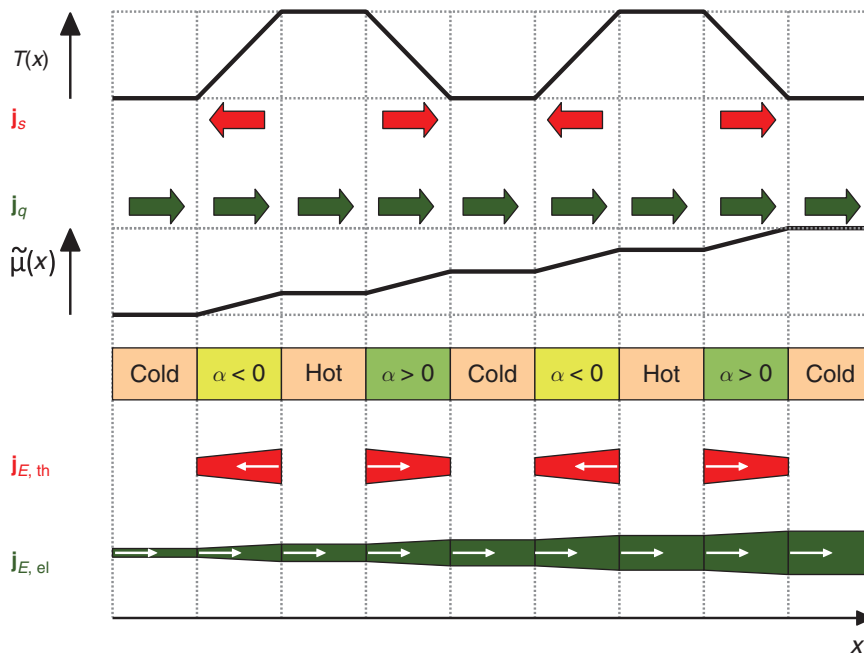 T(x)
j_s
j_q
μ̃(x)
Cold α < 0 Hot α > 0 Cold α < 0 Hot α > 0 Cold
j_E, th
j_E, el
x